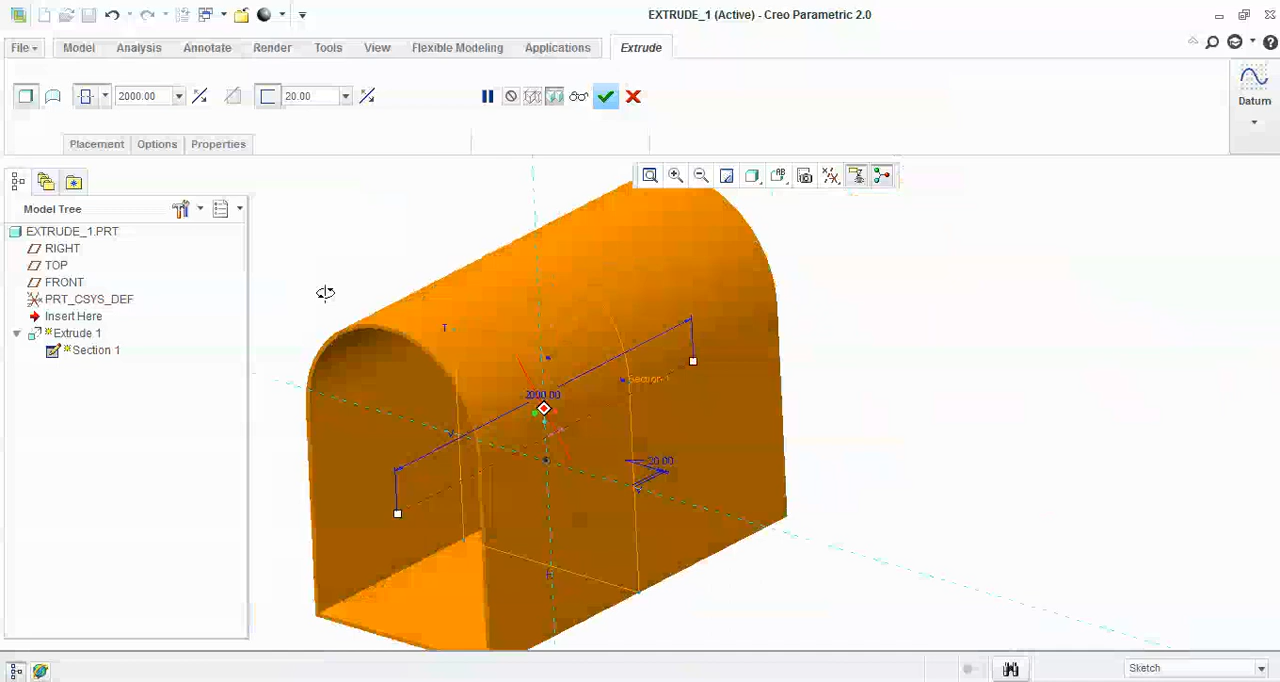 EXTRUDE_1 (Active) - Creo Parametric 2.0
File Model Analysis Annotate Render Tools View Flexible Modeling Applications Extrude
2000.00 20.00
Datum
Placement Options Properties
Model Tree
EXTRUDE_1.PRT
RIGHT
TOP
FRONT
PRT_CSYS_DEF
Insert Here
Extrude 1
Section 1
T
Section 1
2000.00
V
20.00
H
Sketch